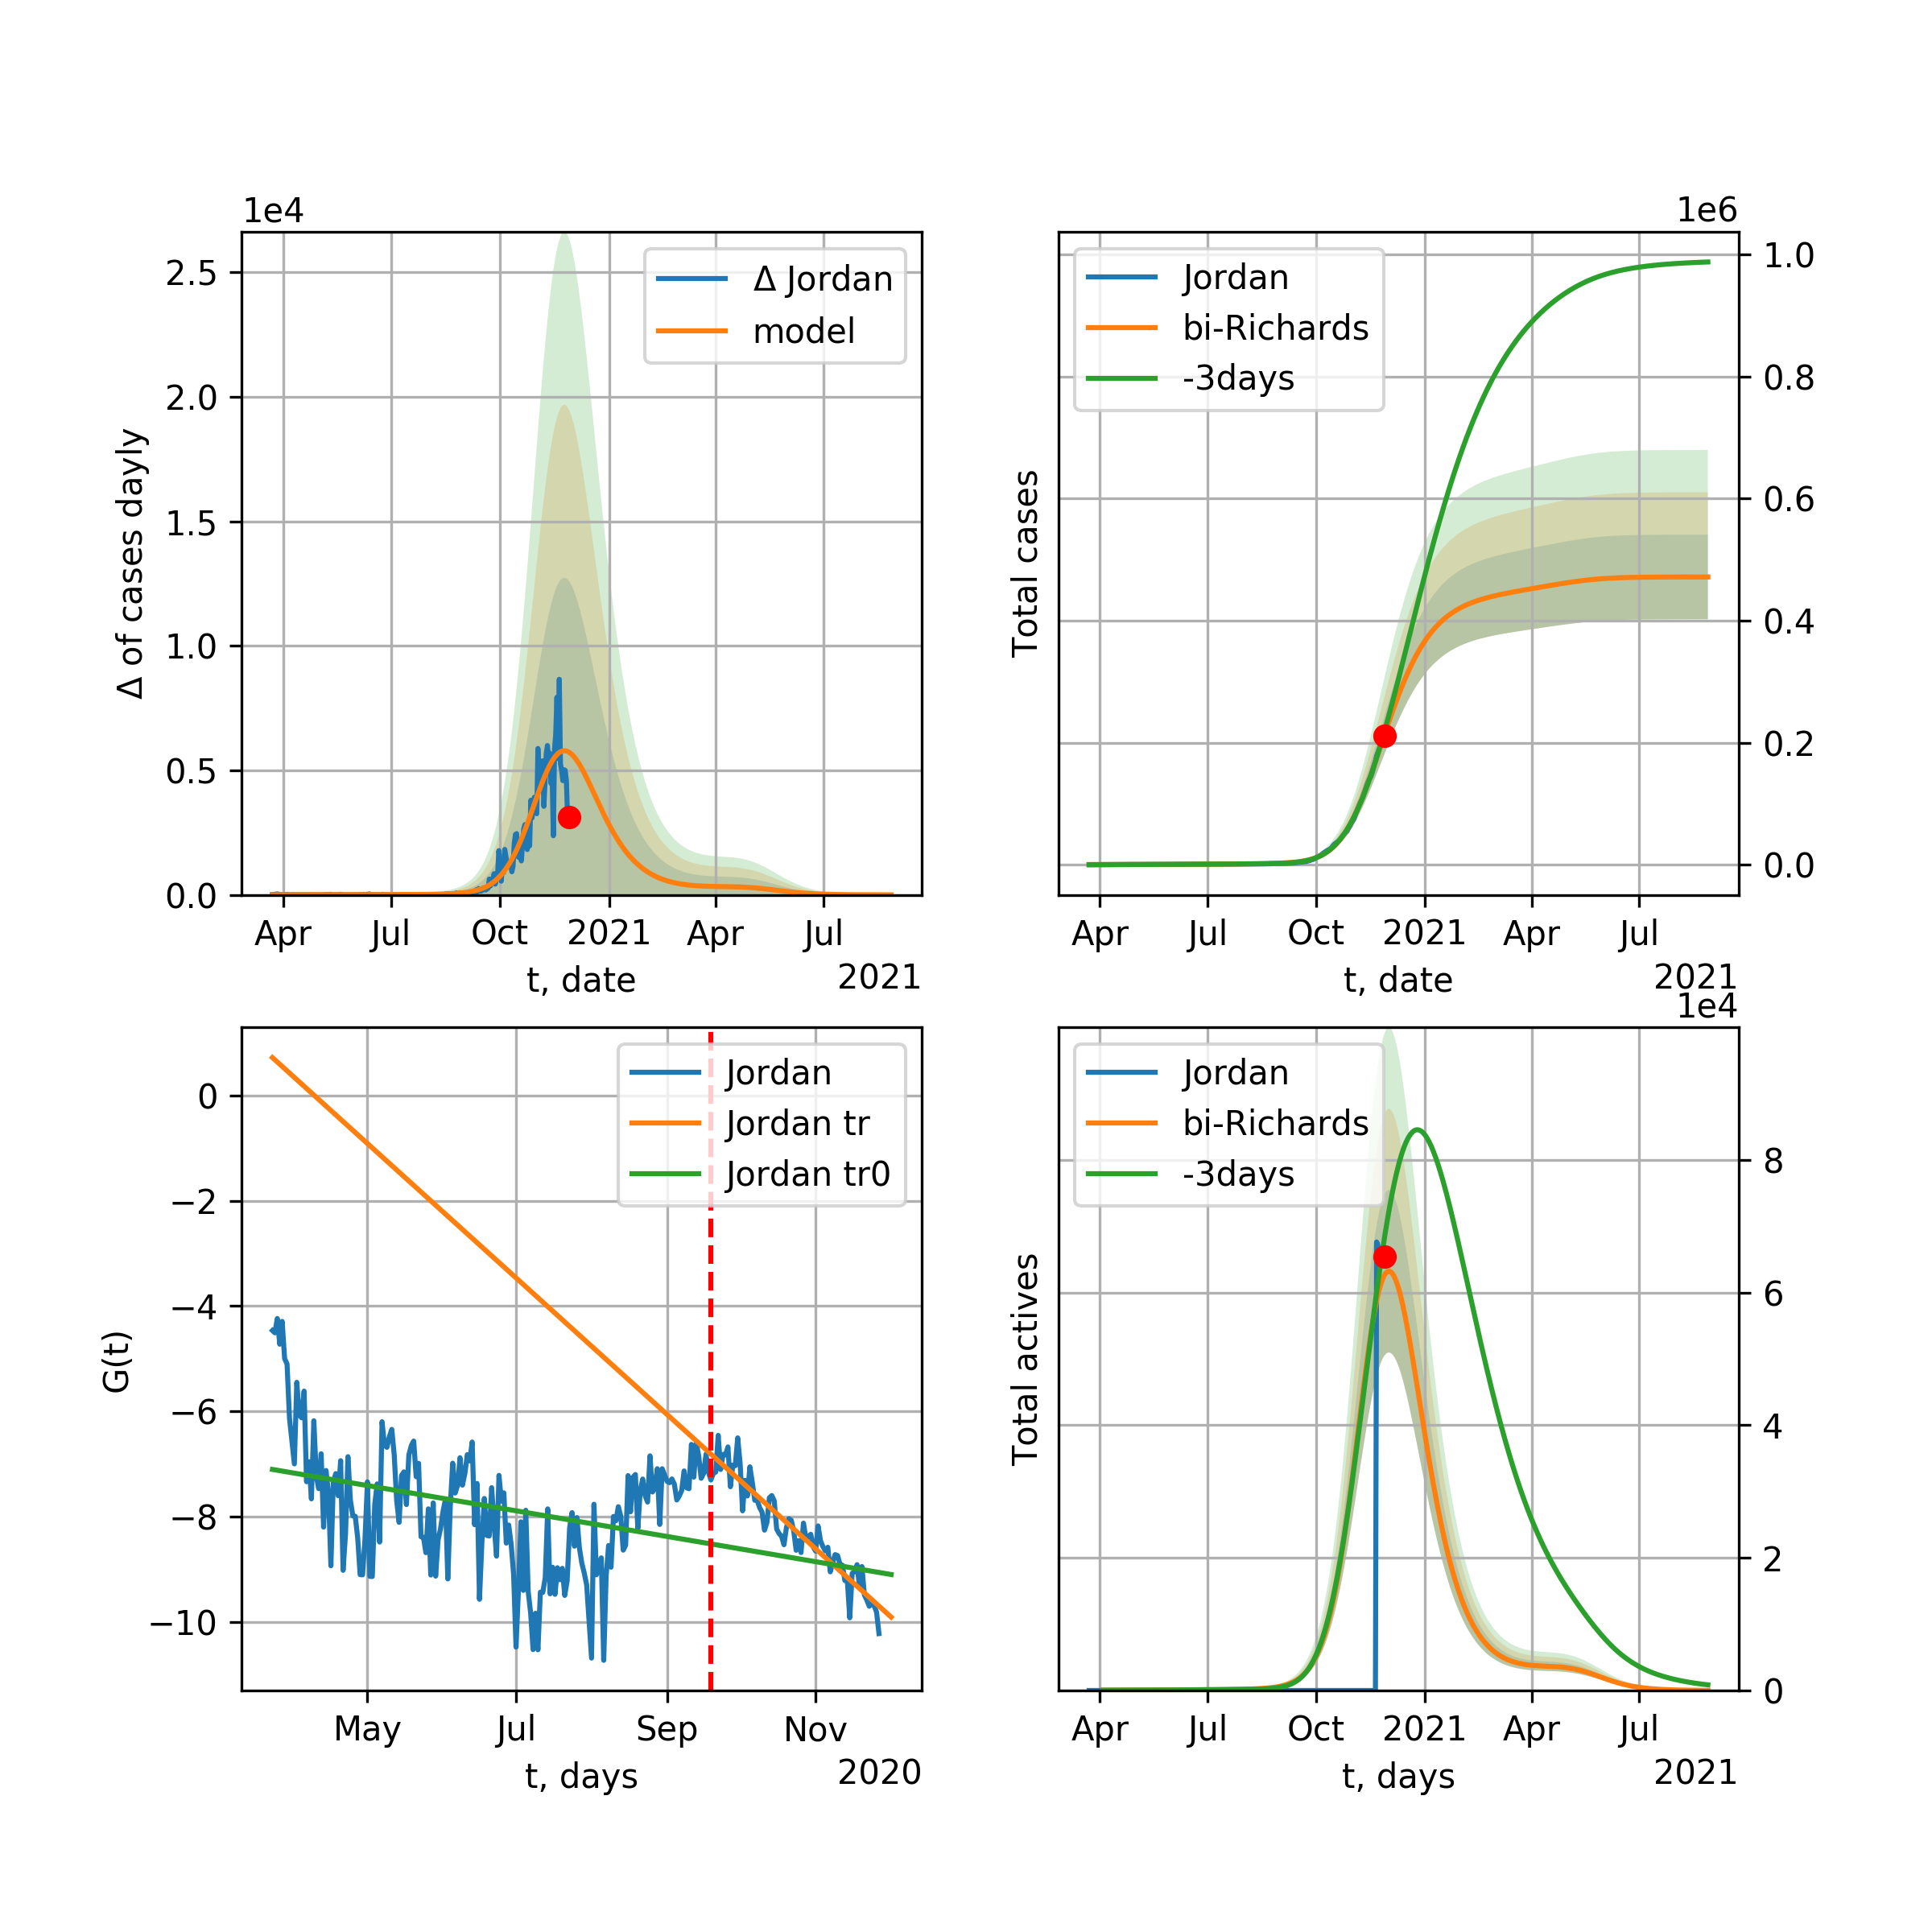 1e4
Δ of cases dayly
2.5
2.0
1.5
1.0
0.5
0.0
Δ Jordan
model
Apr
Jul
Oct
2021
Apr
Jul
t, date
2021
1e6
Total cases
Jordan
bi-Richards
-3days
1.0
0.8
0.6
0.4
0.2
0.0
Apr
Jul
Oct
2021
Apr
Jul
t, date
2021
G(t)
0
−2
−4
−6
−8
−10
Jordan
Jordan tr
Jordan tr0
May
Jul
Sep
Nov
t, days
2020
1e4
Total actives
Jordan
bi-Richards
-3days
8
6
4
2
0
Apr
Jul
Oct
2021
Apr
Jul
t, days
2021